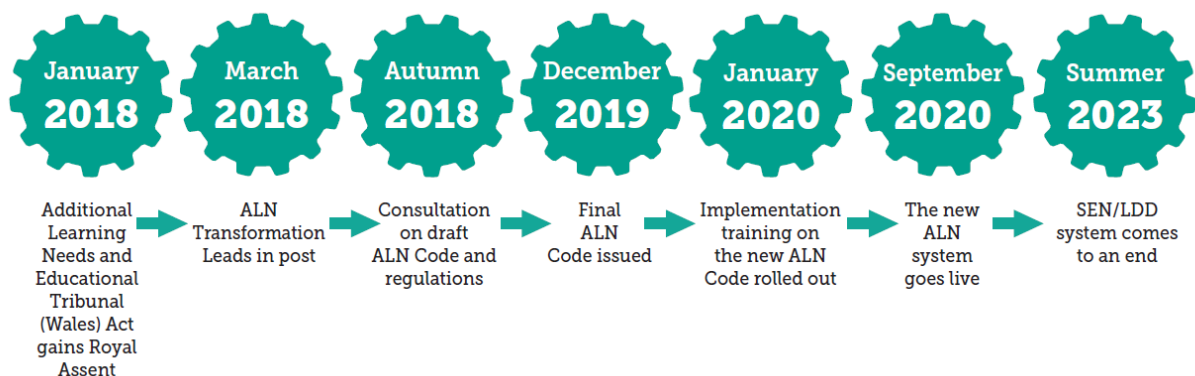 January
2018
March
2018
Autumn
2018
December
2019
January
2020
September
2020
Summer
2023
Additional
Learning
Needs and
Educational
Tribunal
(Wales) Act
gains Royal
Assent
ALN
Transformation
Leads in post
Consultation
on draft
ALN Code and
regulations
Final
ALN
Code issued
Implementation
training on
the new ALN
Code rolled out
The new
ALN
system
goes live
SEN/LDD
system comes
to an end